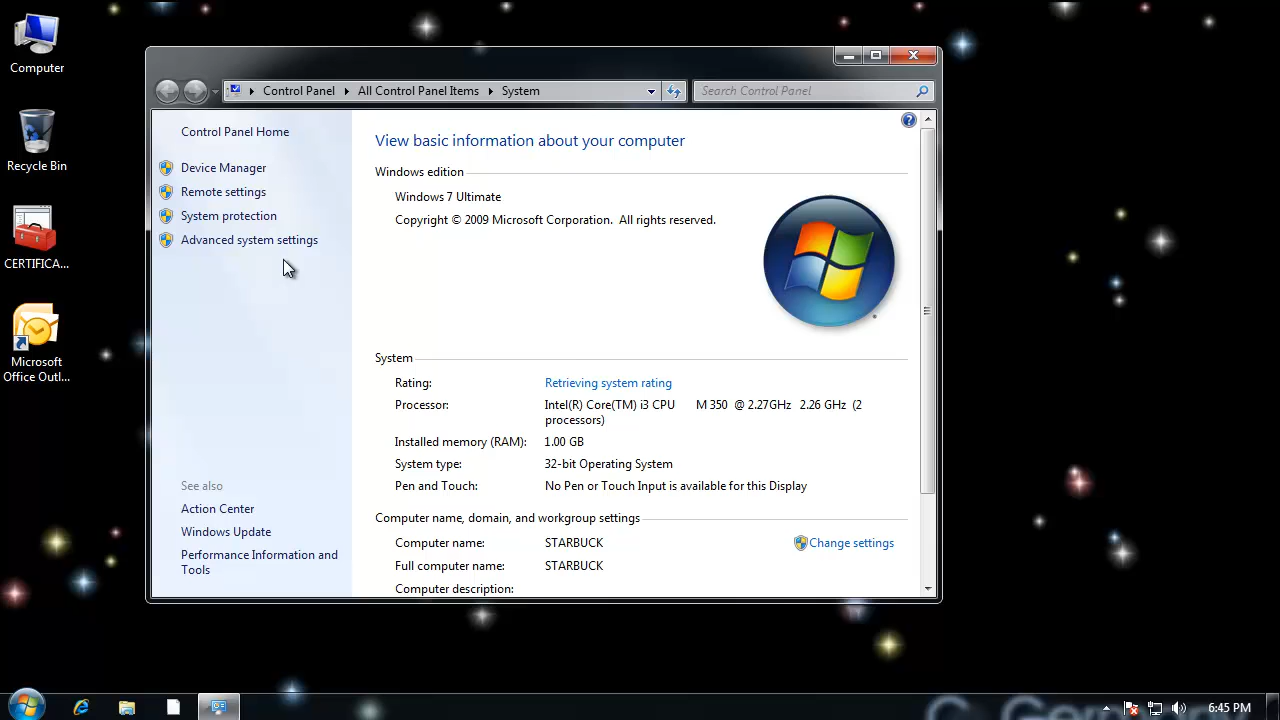 Computer
Recycle Bin
CERTIFICA...
Microsoft
Office Outl...
Control Panel
All Control Panel Items
System
Search Control Panel
Control Panel Home
Device Manager
Remote settings
System protection
Advanced system settings
See also
Action Center
Windows Update
Performance Information and
Tools
View basic information about your computer
Windows edition
Windows 7 Ultimate
Copyright © 2009 Microsoft Corporation. All rights reserved.
System
Rating: Retrieving system rating
Processor: Intel(R) Core(TM) i3 CPU M 350 @ 2.27GHz 2.26 GHz (2
processors)
Installed memory (RAM): 1.00 GB
System type: 32-bit Operating System
Pen and Touch: No Pen or Touch Input is available for this Display
Computer name, domain, and workgroup settings
Computer name: STARBUCK Change settings
Full computer name: STARBUCK
Computer description:
6:45 PM